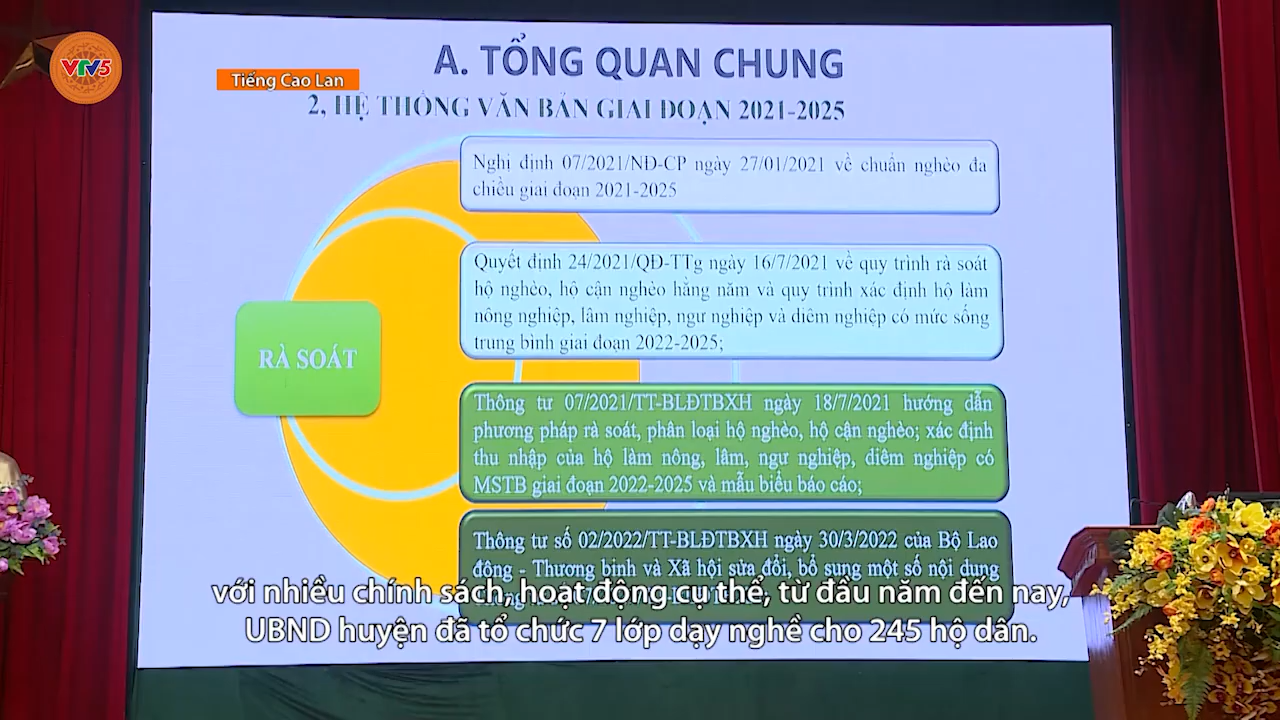 VTV5
Tiếng Cao Lan
A. TỔNG QUAN CHUNG
2, HỆ THỐNG VĂN BẢN GIAI ĐOẠN 2021-2025
Nghị định 07/2021/NĐ-CP ngày 27/01/2021 về chuẩn nghèo đa
chiều giai đoạn 2021-2025
Quyết định 24/2021/QĐ-TTg ngày 16/7/2021 về quy trình rà soát
hộ nghèo, hộ cận nghèo hằng năm và quy trình xác định hộ làm
nông nghiệp, lâm nghiệp, ngư nghiệp và diêm nghiệp có mức sống
trung bình giai đoạn 2022-2025;
RÀ SOÁT
Thông tư 07/2021/TT-BLĐTBXH ngày 18/7/2021 hướng dẫn
phương pháp rà soát, phân loại hộ nghèo, hộ cận nghèo; xác định
thu nhập của hộ làm nông, lâm, ngư nghiệp, diêm nghiệp có
MSTB giai đoạn 2022-2025 và mẫu biểu báo cáo;
Thông tư số 02/2022/TT-BLĐTBXH ngày 30/3/2022 của Bộ Lao
động - Thương binh và Xã hội sửa đổi, bổ sung một số nội dung
với nhiều chính sách, hoạt động cụ thể, từ đầu năm đến nay,
UBND huyện đã tổ chức 7 lớp dạy nghề cho 245 hộ dân.